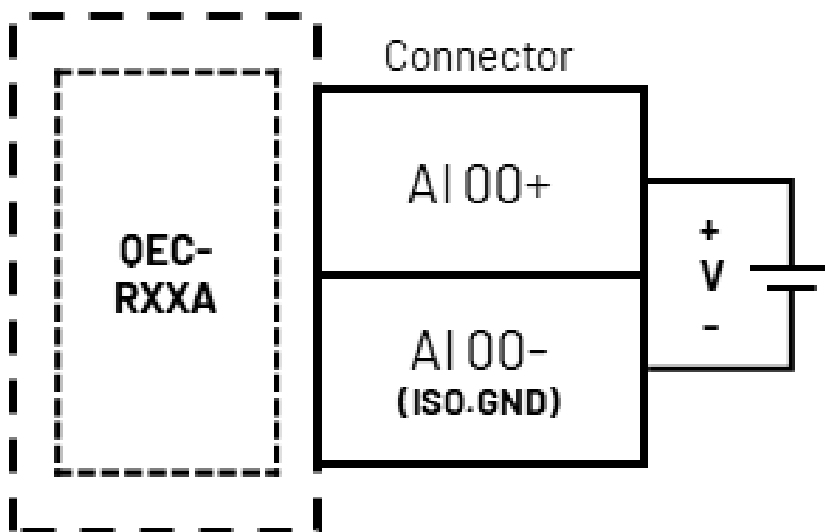 Connector
AI 00+
QEC-
RXXA
+
V
-
AI 00-
(ISO.GND)